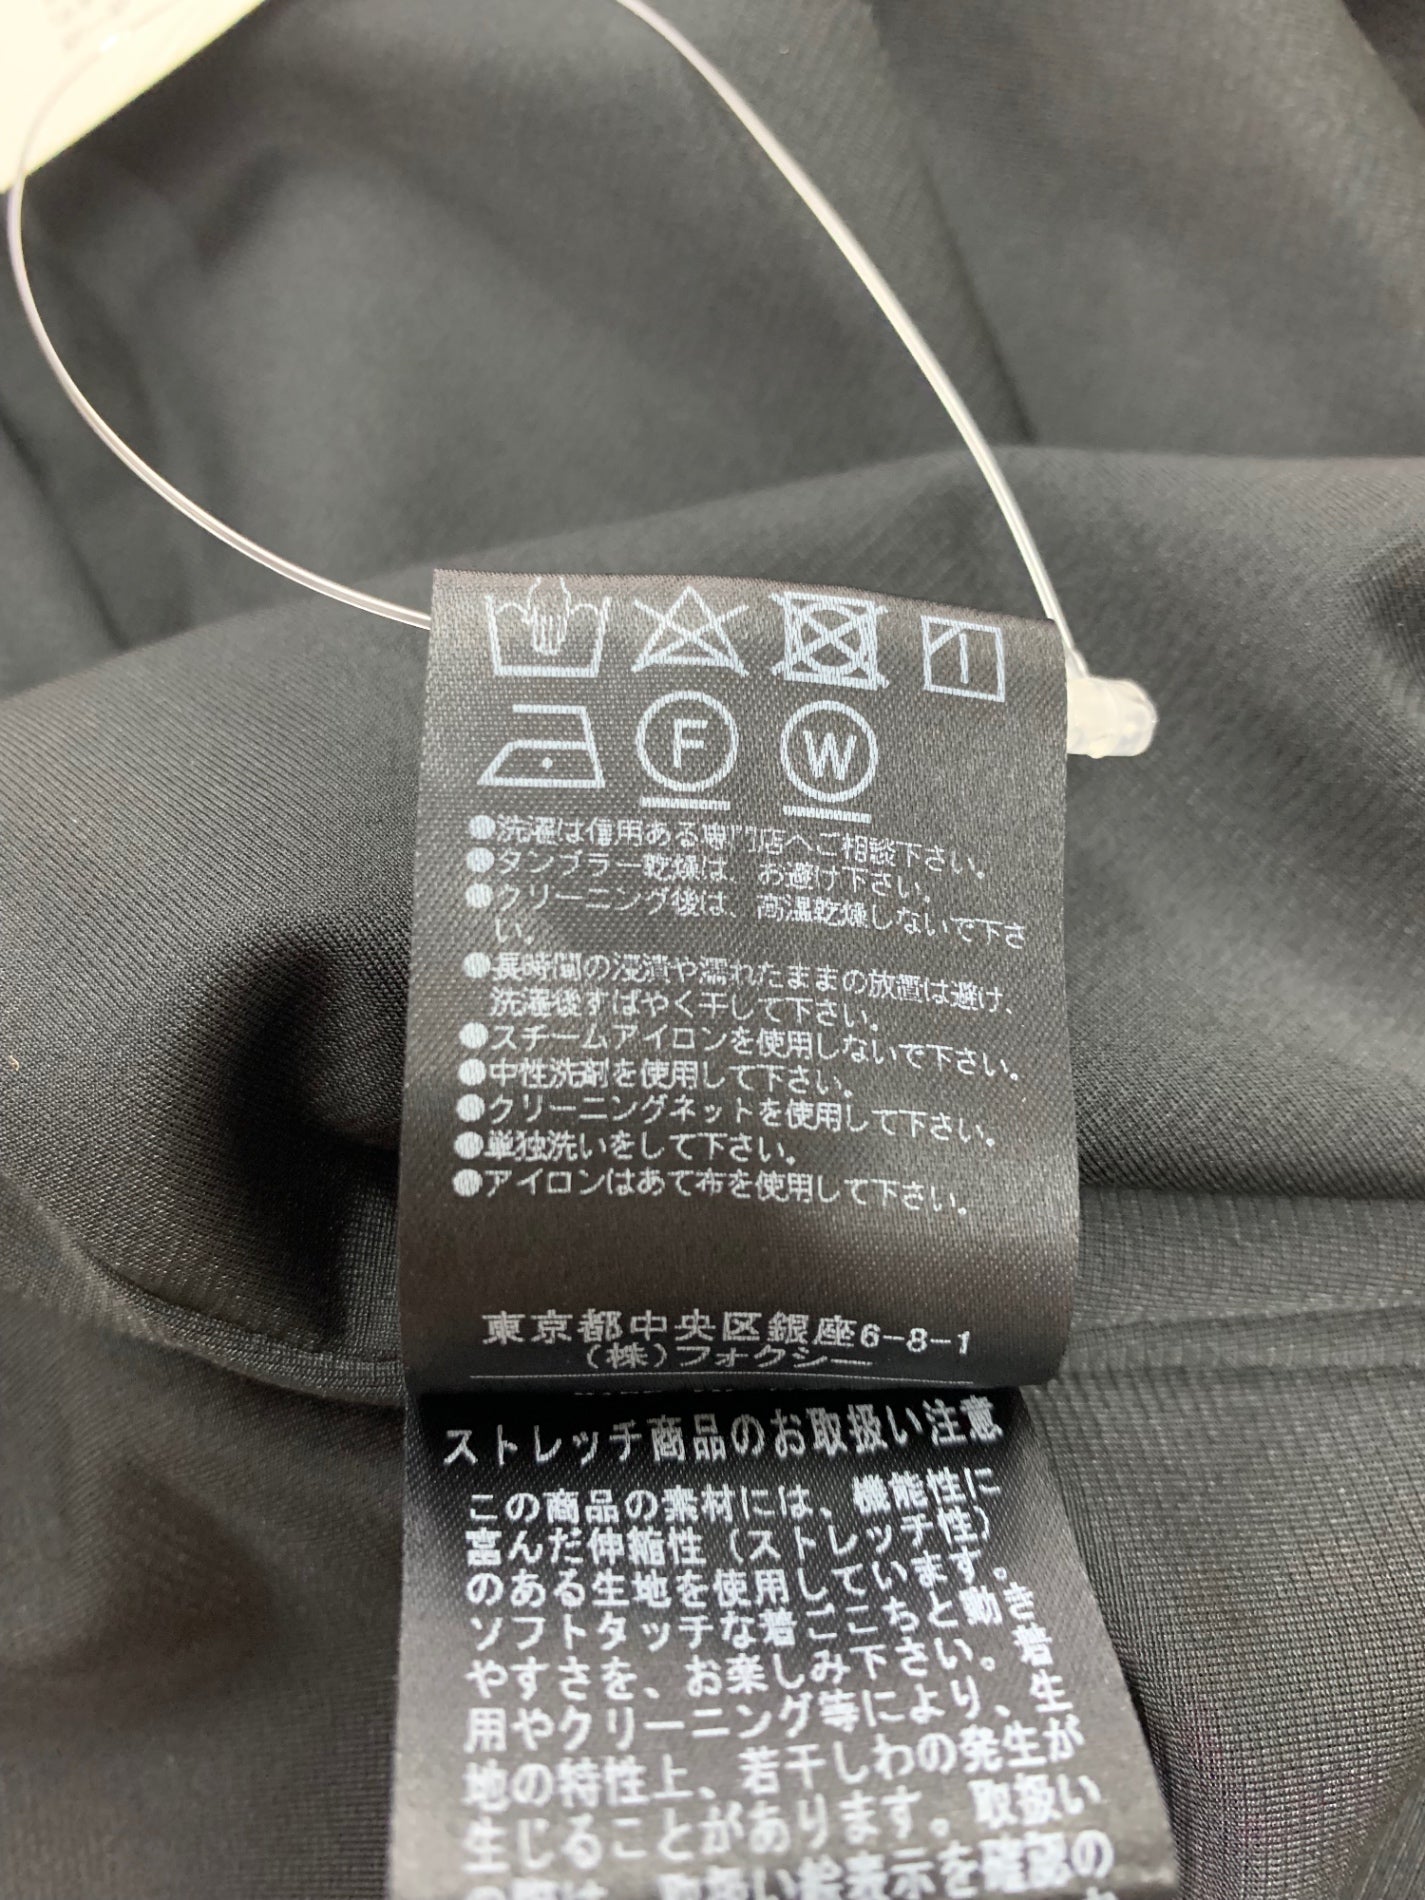 F W
●洗濯は信用ある専門店へご相談下さい。
●タンブラー乾燥は、お避け下さい。
●クリーニング後は、高温乾燥しないで下さ
い。
●長時間の浸漬や濡れたままの放置は避け、
洗濯後すばやく干して下さい。
●スチームアイロンを使用しないで下さい。
●中性洗剤を使用して下さい。
●クリーニングネットを使用して下さい。
●単独洗いをして下さい。
●アイロンはあて布を使用して下さい。
東京都中央区銀座6-8-1
(株)フォクシー
ストレッチ商品のお取扱い注意
この商品の素材には、機能性に
富んだ伸縮性(ストレッチ性)
のある生地を使用しています。
ソフトタッチな着ごこちと動き
やすさを、お楽しみ下さい。着
用やクリーニング等により、生
地の特性上、若干しわの発生が
生じることがあります。取扱い
の際は、取扱い絵表示を確認の